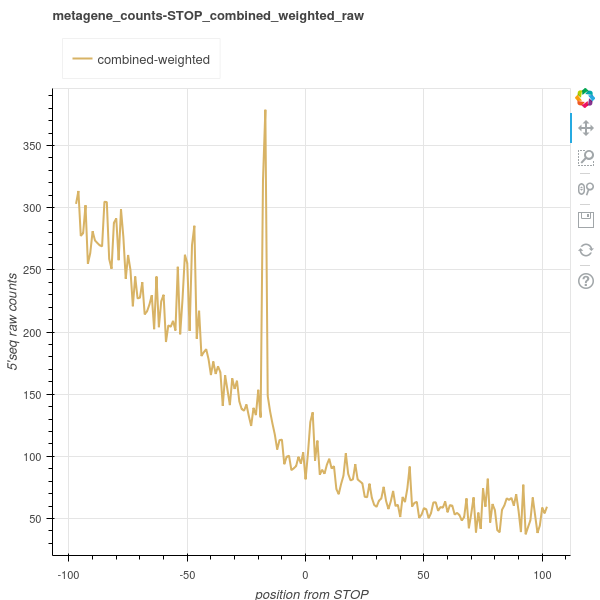 metagene_counts-STOP_combined_weighted_raw
combined-weighted
350
300
250
200
150
100
50
5'seq raw counts
-100 -50 0 50 100
position from STOP